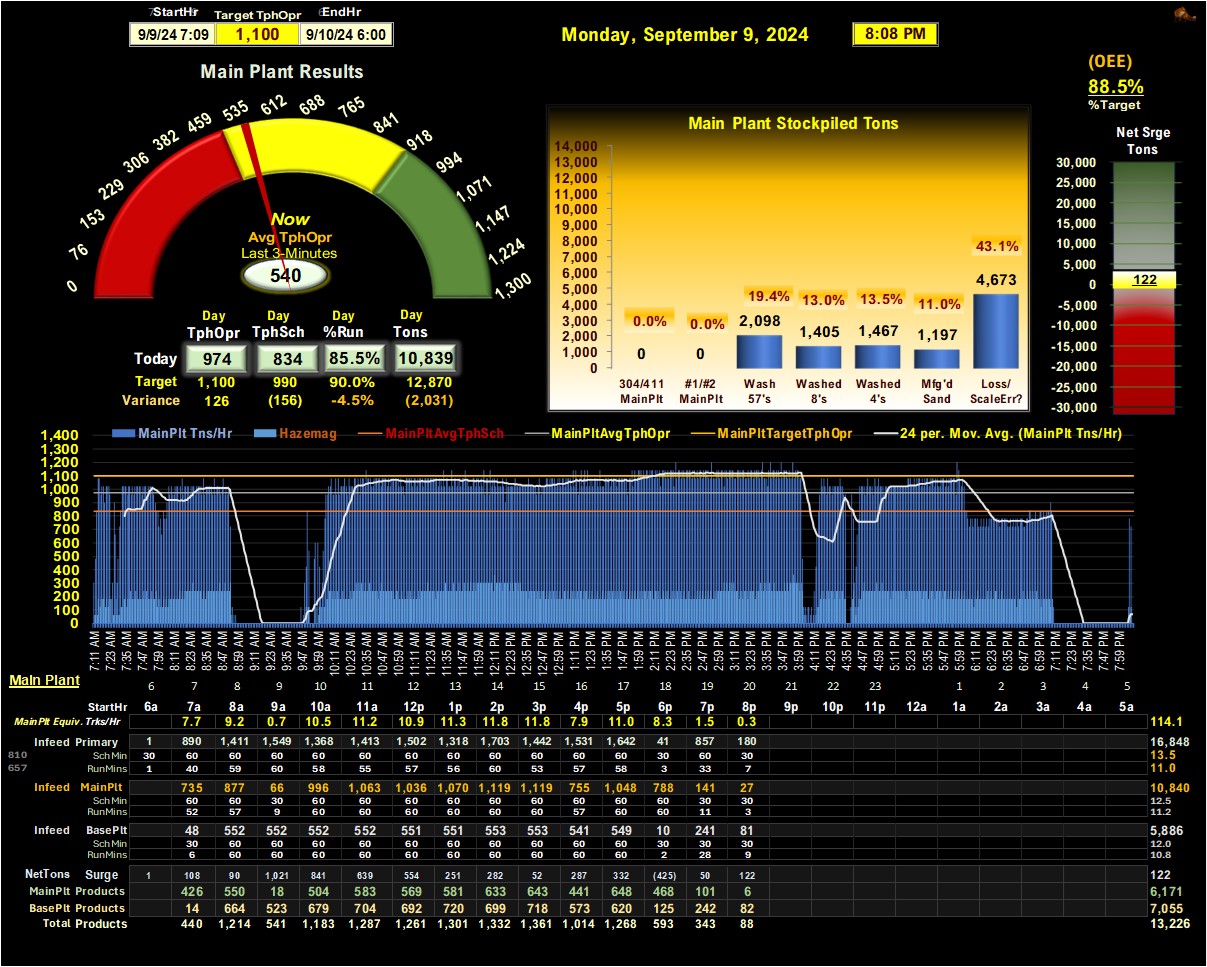 StartHr Target TphOpr EndHr
9/9/24 7:09 1,100 9/10/24 6:00
Monday, September 9, 2024 8:08 PM
(OEE)
88.5%
%Target
Main Plant Results
0 76 153 229 306 382 459 535 612 688 765 841 918 994 1,071 1,147 1,224 1,300
Now
Avg TphOpr
Last 3-Minutes
540
Day Day Day Day
TphOpr TphSch %Run Tons
Today 974 834 85.5% 10,839
Target 1,100 990 90.0% 12,870
Variance 126 (156) -4.5% (2,031)
Main Plant Stockpiled Tons
14,000
13,000
12,000
11,000
10,000
9,000
8,000
7,000
6,000
5,000
4,000
3,000
2,000
1,000
0
0.0% 0.0% 19.4% 13.0% 13.5% 11.0% 43.1%
0 0 2,098 1,405 1,467 1,197 4,673
304/411 #1/#2 Wash Washed Washed Mfg'd Loss/
MainPlt MainPlt 57's 8's 4's Sand ScaleErr?
Net Srge
Tons
30,000
25,000
20,000
15,000
10,000
5,000
0
-5,000
-10,000
-15,000
-20,000
-25,000
-30,000
122
MainPlt Tns/Hr Hazemag MainPltAvgTphSch MainPltAvgTphOpr MainPltTargetTphOpr 24 per. Mov. Avg. (MainPlt Tns/Hr)
1,400
1,300
1,200
1,100
1,000
900
800
700
600
500
400
300
200
100
0
7:11 AM 7:23 AM 7:35 AM 7:47 AM 7:59 AM 8:11 AM 8:23 AM 8:35 AM 8:47 AM 8:59 AM 9:11 AM 9:23 AM 9:35 AM 9:47 AM 9:59 AM 10:11 AM 10:23 AM 10:35 AM 10:47 AM 10:59 AM 11:11 AM 11:23 AM 11:35 AM 11:47 AM 11:59 AM 12:11 PM 12:23 PM 12:35 PM 12:47 PM 12:59 PM 1:11 PM 1:23 PM 1:35 PM 1:47 PM 1:59 PM 2:11 PM 2:23 PM 2:35 PM 2:47 PM 2:59 PM 3:11 PM 3:23 PM 3:35 PM 3:47 PM 3:59 PM 4:11 PM 4:23 PM 4:35 PM 4:47 PM 4:59 PM 5:11 PM 5:23 PM 5:35 PM 5:47 PM 5:59 PM 6:11 PM 6:23 PM 6:35 PM 6:47 PM 6:59 PM 7:11 PM 7:23 PM 7:35 PM 7:47 PM 7:59 PM
Main Plant
6 7 8 9 10 11 12 13 14 15 16 17 18 19 20 21 22 23 1 2 3 4 5
StartHr 6a 7a 8a 9a 10a 11a 12p 1p 2p 3p 4p 5p 6p 7p 8p 9p 10p 11p 12a 1a 2a 3a 4a 5a
MainPlt Equiv. Trks/Hr 7.7 9.2 0.7 10.5 11.2 10.9 11.3 11.8 11.8 7.9 11.0 8.3 1.5 0.3 114.1
Infeed Primary 1 890 1,411 1,549 1,368 1,413 1,502 1,318 1,703 1,442 1,531 1,642 41 857 180 16,848
810 SchMin 30 60 60 60 60 60 60 60 60 60 60 60 30 60 30 13.5
657 RunMins 1 40 59 60 58 55 57 56 60 53 57 58 3 33 7 11.0
Infeed MainPlt 735 877 66 996 1,063 1,036 1,070 1,119 1,119 755 1,048 788 141 27 10,840
SchMin 60 60 30 60 60 60 60 60 60 60 60 60 30 30 12.5
RunMins 52 57 9 60 60 60 60 60 60 57 60 60 11 3 11.2
Infeed BasePlt 48 552 552 552 552 551 551 553 553 541 549 10 241 81 5,886
SchMin 30 60 60 60 60 60 60 60 60 60 60 30 60 30 12.0
RunMins 6 60 60 60 60 60 60 60 60 60 60 2 28 9 10.8
NetTons Surge 1 108 90 1,021 841 639 554 251 282 52 287 332 (425) 510 122 122
MainPlt Products 426 550 18 504 583 569 581 633 643 441 648 468 101 6 6,171
BasePlt Products 14 664 523 679 704 692 720 699 718 573 620 125 242 82 7,055
Total Products 440 1,214 541 1,183 1,287 1,261 1,301 1,332 1,361 1,014 1,268 593 343 88 13,226